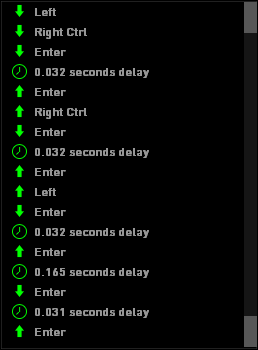 Left
Right Ctrl
Enter
0.032 seconds delay
Enter
Right Ctrl
Enter
0.032 seconds delay
Enter
Left
Enter
0.032 seconds delay
Enter
0.165 seconds delay
Enter
0.031 seconds delay
Enter